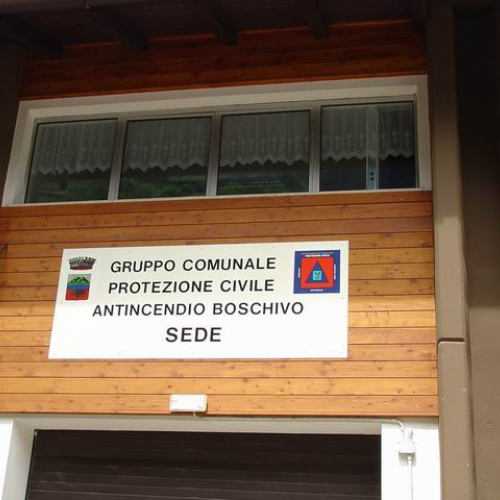 GRUPPO COMUNALE
PROTEZIONE CIVILE
ANTINCENDIO BOSCHIVO
SEDE